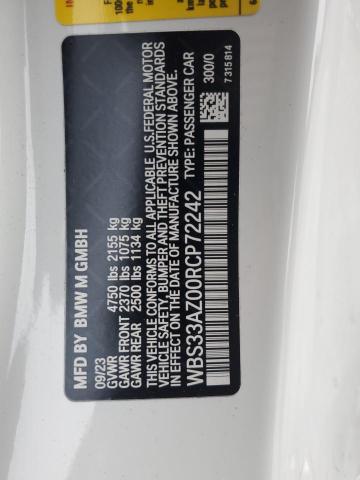 MFD BY BMW M GMBH
09/23
GVWR 4750 lbs 2155 kg
GAWR FRONT 2370 lbs 1075 kg
GAWR REAR 2500 lbs 1134 kg
THIS VEHICLE CONFORMS TO ALL APPLICABLE U.S.FEDERAL MOTOR
VEHICLE SAFETY, BUMPER AND THEFT PREVENTION STANDARDS
IN EFFECT ON THE DATE OF MANUFACTURE SHOWN ABOVE.
WBS33AZ00RCP72242 TYPE: PASSENGER CAR
300/0
7315814